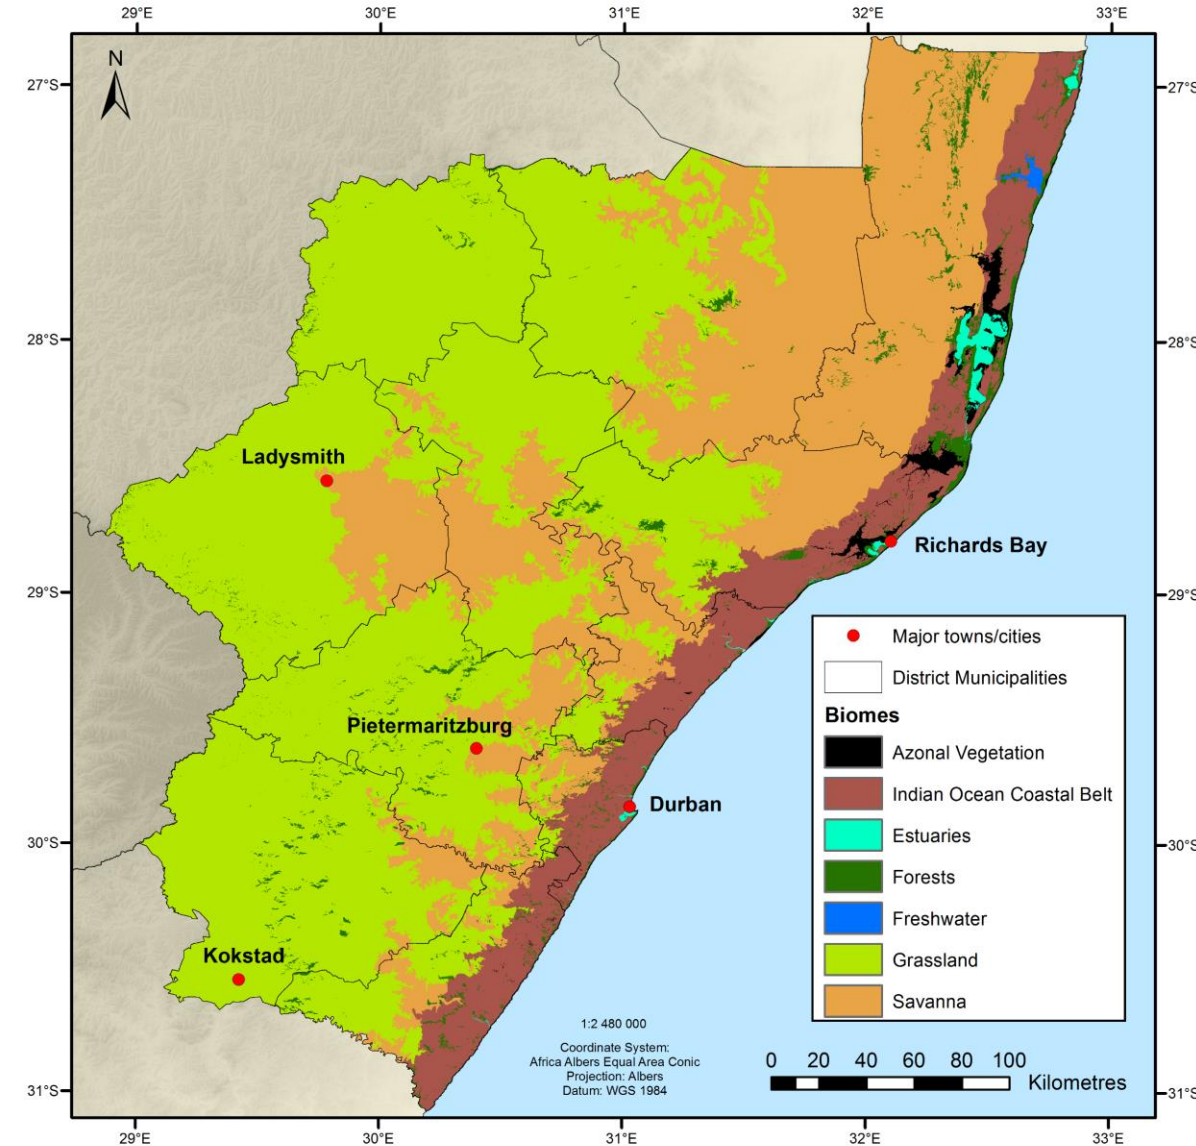 29°E 30°E 31°E 32°E 33°E
N
27°S 27°S
28°S 28°S
Ladysmith
Richards Bay
29°S 29°S
Major towns/cities
District Municipalities
Biomes
Pietermaritzburg
Azonal Vegetation
Indian Ocean Coastal Belt
Durban
Estuaries
30°S 30°S
Forests
Freshwater
Kokstad
Grassland
Savanna
1:2 480 000
Coordinate System:
Africa Albers Equal Area Conic
Projection: Albers
Datum: WGS 1984
0 20 40 60 80 100
Kilometres
31°S 31°S
29°E 30°E 31°E 32°E 33°E